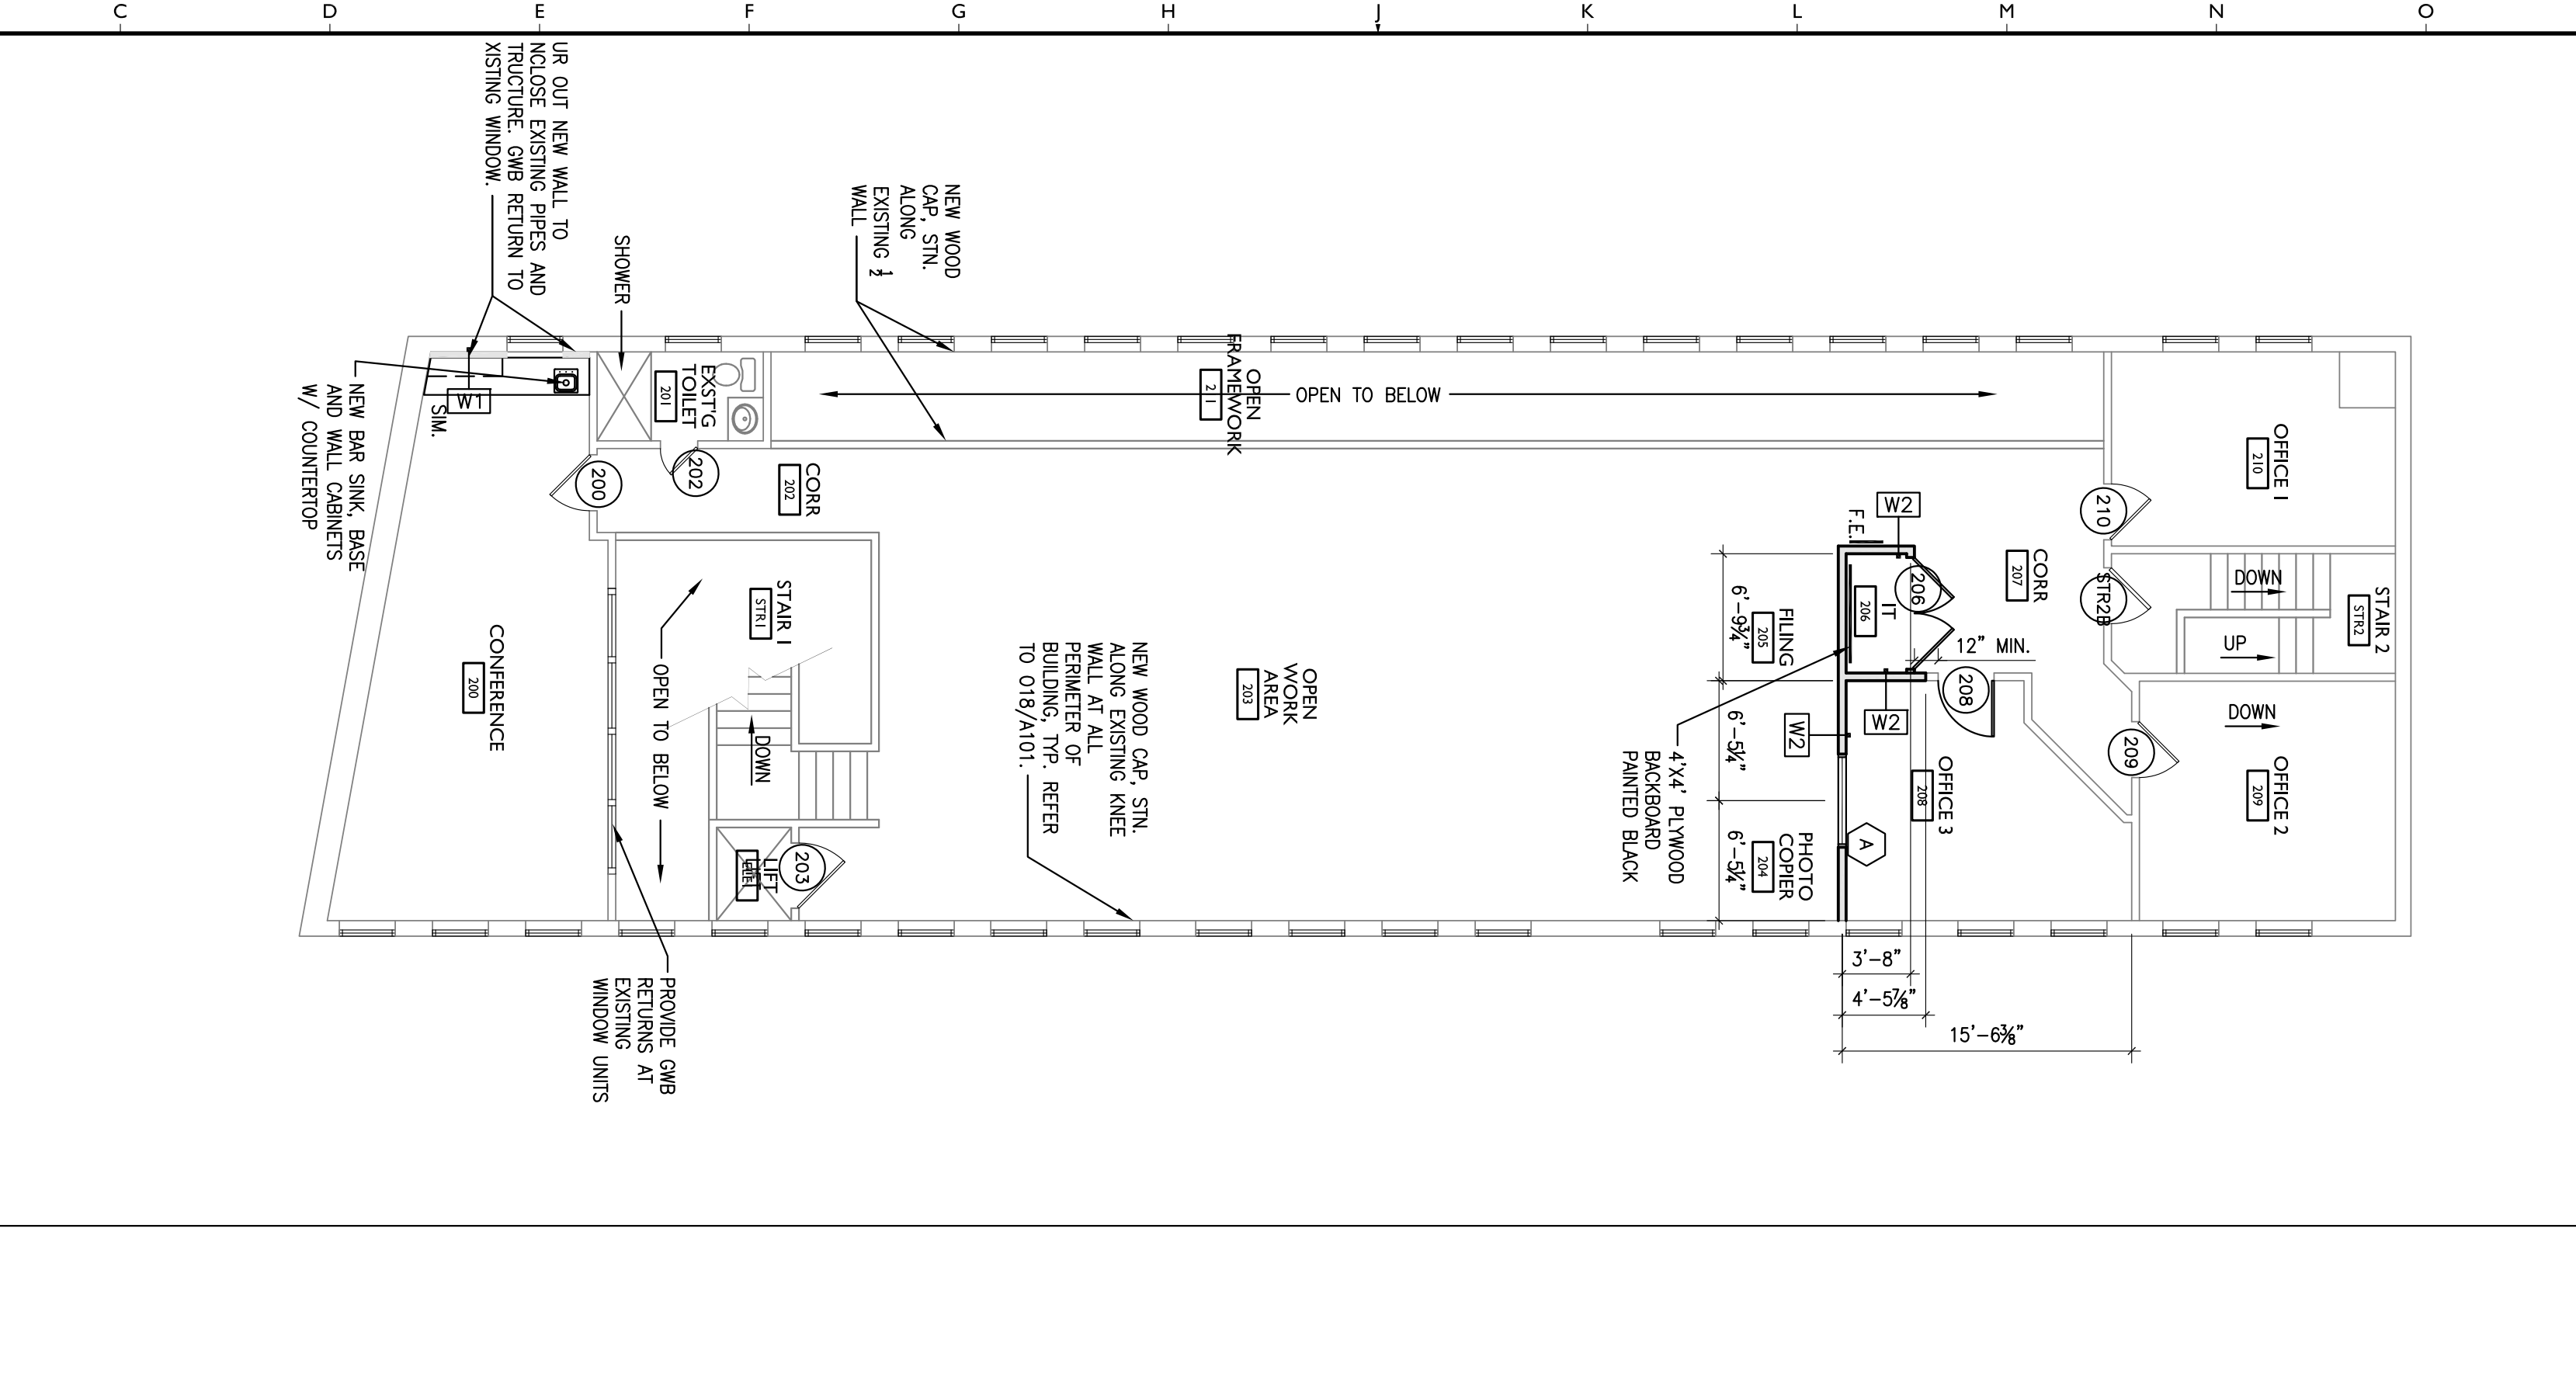 C D E F G H J K L M N O
UR OUT NEW WALL TO
NCLOSE EXISTING PIPES AND
TRUCTURE. GWB RETURN TO
XISTING WINDOW.
SHOWER
NEW WOOD
CAP, STN.
ALONG
EXISTING ½
WALL
NEW BAR SINK, BASE
AND WALL CABINETS
W/ COUNTERTOP
W1
SIM.
EXST'G
TOILET
201
200
202
CORR
202
OPEN
FRAMEWORK
211
OPEN TO BELOW
CONFERENCE
200
STAIR 1
STR1
OPEN TO BELOW
DOWN
LIFT
203
PROVIDE GWB
RETURNS AT
EXISTING
WINDOW UNITS
OPEN
WORK
AREA
203
NEW WOOD CAP, STN.
ALONG EXISTING KNEE
WALL AT ALL
PERIMETER OF
BUILDING, TYP. REFER
TO 018/A101.
F.E.
W2
206
IT
206
FILING
205
6'-9¾"
6'-5¼"
6'-5¼"
W2
W2
4'X4' PLYWOOD
BACKBOARD
PAINTED BLACK
PHOTO
COPIER
204
A
OFFICE 3
208
208
12" MIN.
CORR
207
210
STR2B
209
OFFICE 1
210
DOWN
UP
STAIR 2
STR2
DOWN
OFFICE 2
209
3'-8"
4'-5⅞"
15'-6⅜"